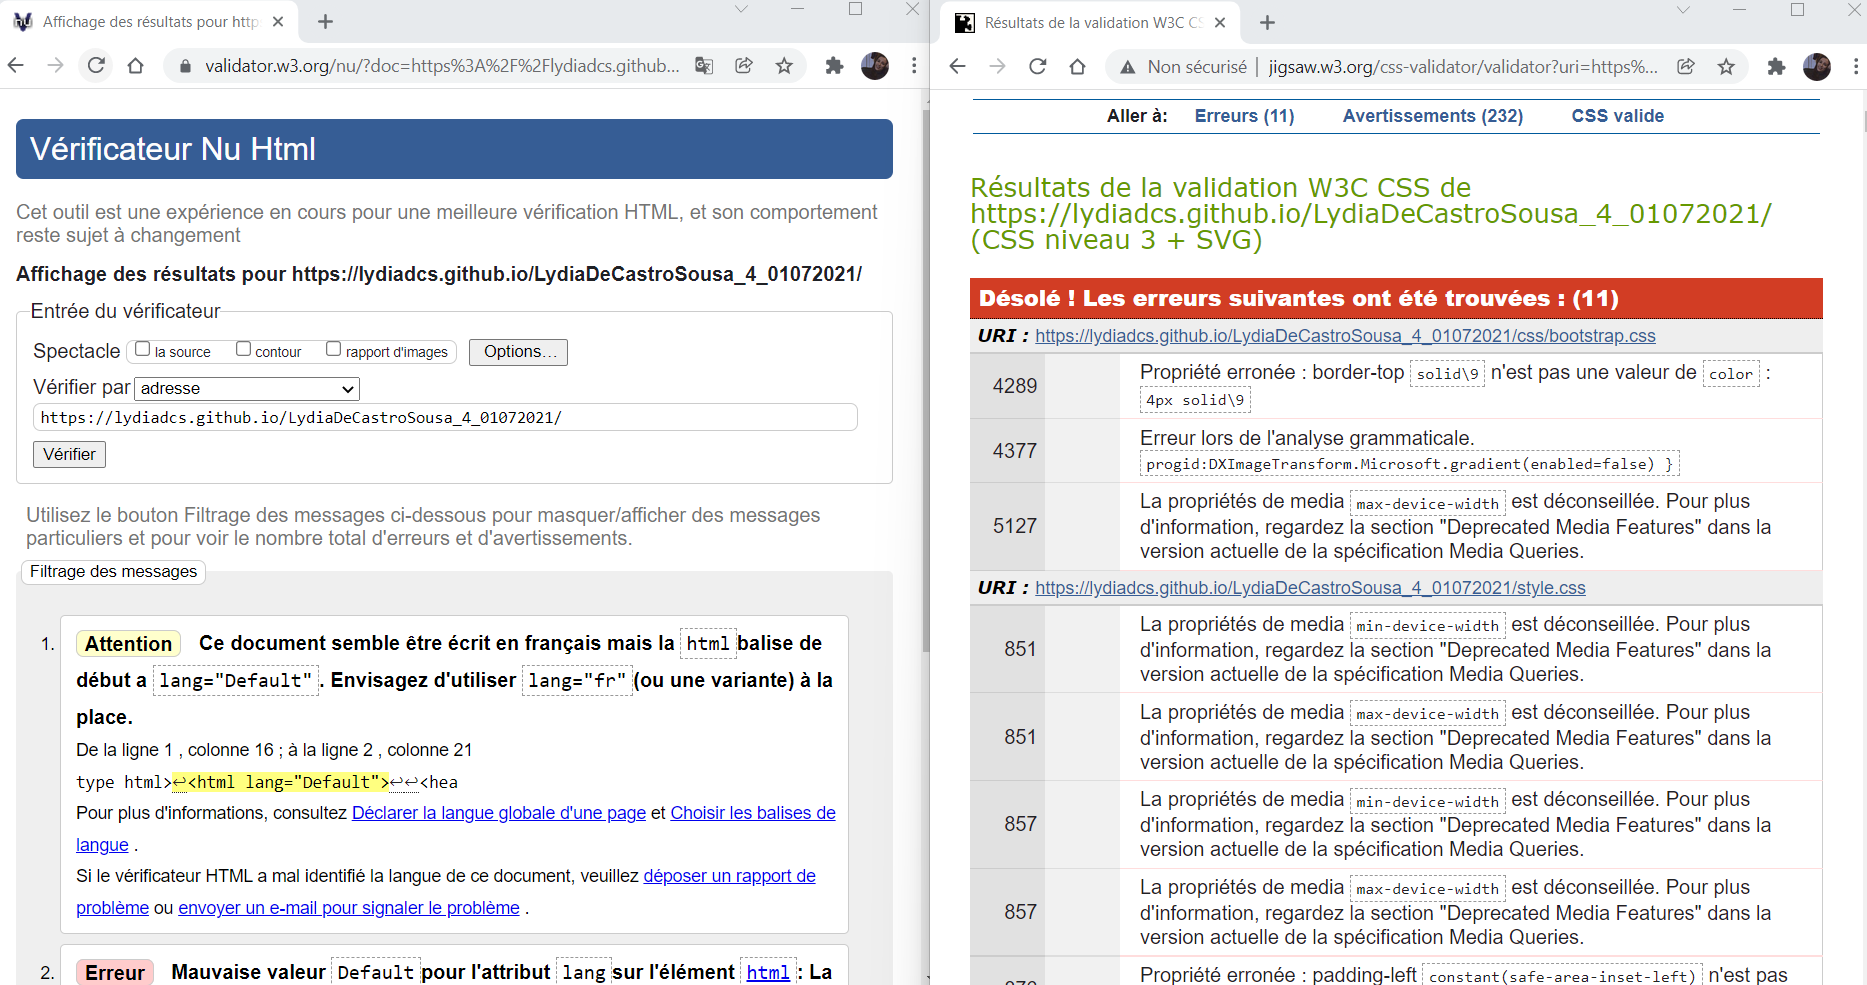 Affichage des résultats pour http
validator.w3.org/nu/?doc=https%3A%2F%2Flydiadcs.github...
Vérificateur Nu Html
Cet outil est une expérience en cours pour une meilleure vérification HTML, et son comportement
reste sujet à changement
Affichage des résultats pour https://lydiadcs.github.io/LydiaDeCastroSousa_4_01072021/
Entrée du vérificateur
Spectacle la source contour rapport d'images Options...
Vérifier par adresse
https://lydiadcs.github.io/LydiaDeCastroSousa_4_01072021/
Vérifier
Utilisez le bouton Filtrage des messages ci-dessous pour masquer/afficher des messages
particuliers et pour voir le nombre total d'erreurs et d'avertissements.
Filtrage des messages
1. Attention Ce document semble être écrit en français mais la html balise de
début a lang="Default" . Envisagez d'utiliser lang="fr" (ou une variante) à la
place.
De la ligne 1 , colonne 16 ; à la ligne 2 , colonne 21
type html>↩<html lang="Default">↩↩<hea
Pour plus d'informations, consultez Déclarer la langue globale d'une page et Choisir les balises de
langue .
Si le vérificateur HTML a mal identifié la langue de ce document, veuillez déposer un rapport de
problème ou envoyer un e-mail pour signaler le problème .
2. Erreur Mauvaise valeur Default pour l'attribut lang sur l'élément html : La
Résultats de la validation W3C CS
Non sécurisé | jigsaw.w3.org/css-validator/validator?uri=https%...
Aller à: Erreurs (11) Avertissements (232) CSS valide
Résultats de la validation W3C CSS de
https://lydiadcs.github.io/LydiaDeCastroSousa_4_01072021/
(CSS niveau 3 + SVG)
Désolé ! Les erreurs suivantes ont été trouvées : (11)
URI : https://lydiadcs.github.io/LydiaDeCastroSousa_4_01072021/css/bootstrap.css
4289 Propriété erronée : border-top solid\9 n'est pas une valeur de color :
4px solid\9
4377 Erreur lors de l'analyse grammaticale.
progid:DXImageTransform.Microsoft.gradient(enabled=false) }
5127 La propriétés de media max-device-width est déconseillée. Pour plus
d'information, regardez la section "Deprecated Media Features" dans la
version actuelle de la spécification Media Queries.
URI : https://lydiadcs.github.io/LydiaDeCastroSousa_4_01072021/style.css
851 La propriétés de media min-device-width est déconseillée. Pour plus
d'information, regardez la section "Deprecated Media Features" dans la
version actuelle de la spécification Media Queries.
851 La propriétés de media max-device-width est déconseillée. Pour plus
d'information, regardez la section "Deprecated Media Features" dans la
version actuelle de la spécification Media Queries.
857 La propriétés de media min-device-width est déconseillée. Pour plus
d'information, regardez la section "Deprecated Media Features" dans la
version actuelle de la spécification Media Queries.
857 La propriétés de media max-device-width est déconseillée. Pour plus
d'information, regardez la section "Deprecated Media Features" dans la
version actuelle de la spécification Media Queries.
Propriété erronée : padding-left constant(safe-area-inset-left) n'est pas